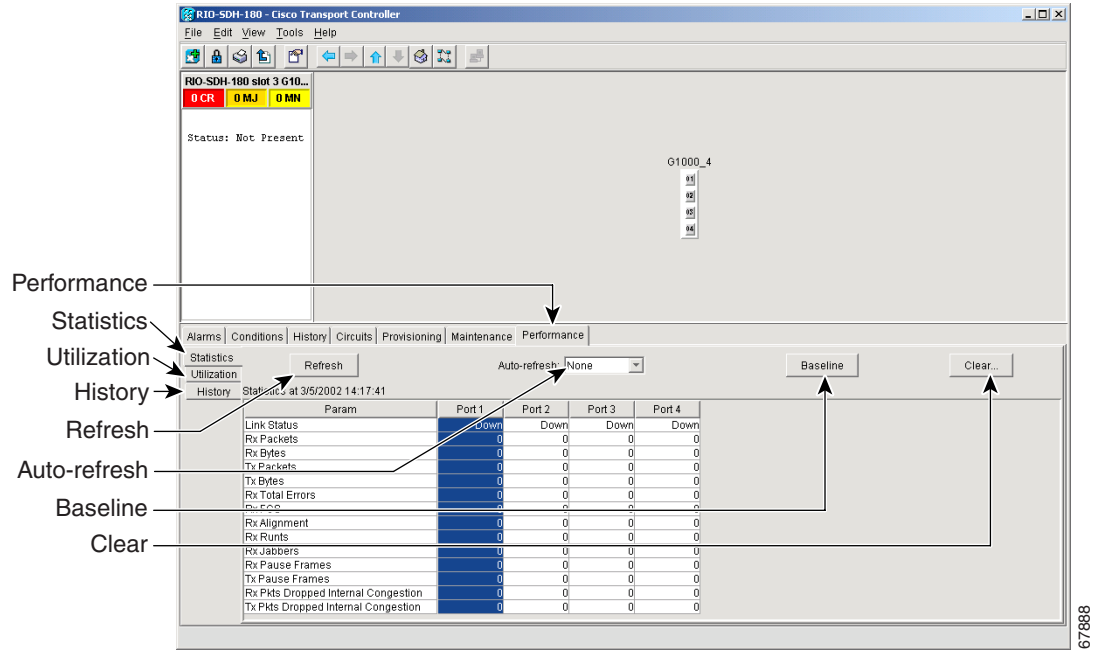 RIO-SDH-180 - Cisco Transport Controller
File Edit View Tools Help
RIO-SDH-180 slot 3 G10...
0 CR 0 MJ 0 MN
Status: Not Present
G1000_4
01
02
03
04
Performance
Statistics
Utilization
History
Refresh
Auto-refresh
Baseline
Clear
Alarms Conditions History Circuits Provisioning Maintenance Performance
Statistics
Utilization
History
Refresh
Auto-refresh: None
Baseline
Clear...
Statistics at 3/5/2002 14:17:41
Param Port 1 Port 2 Port 3 Port 4
Link Status Down Down Down Down
Rx Packets 0 0 0 0
Rx Bytes 0 0 0 0
Tx Packets 0 0 0 0
Tx Bytes 0 0 0 0
Rx Total Errors 0 0 0 0
Rx FCS 0 0 0 0
Rx Alignment 0 0 0 0
Rx Runts 0 0 0 0
Rx Jabbers 0 0 0 0
Rx Pause Frames 0 0 0 0
Tx Pause Frames 0 0 0 0
Rx Pkts Dropped Internal Congestion 0 0 0 0
Tx Pkts Dropped Internal Congestion 0 0 0 0
67888